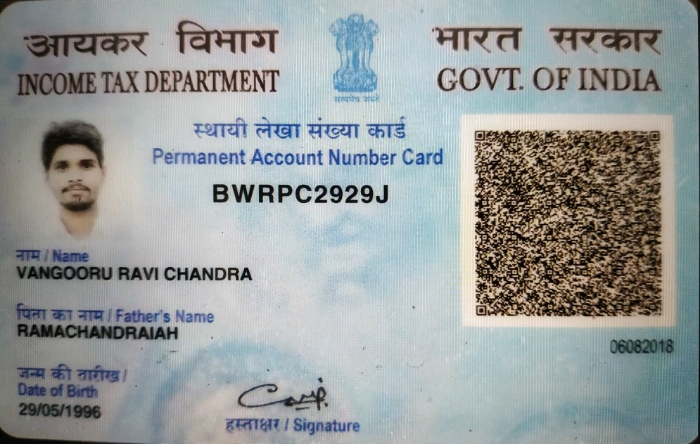 आयकर विभाग
INCOME TAX DEPARTMENT
भारत सरकार
GOVT. OF INDIA
सत्यमेव जयते
स्थायी लेखा संख्या कार्ड
Permanent Account Number Card
BWRPC2929J
नाम / Name
VANGOORU RAVI CHANDRA
पिता का नाम / Father's Name
RAMACHANDRAIAH
06082018
जन्म की तारीख /
Date of Birth
29/05/1996
हस्ताक्षर / Signature